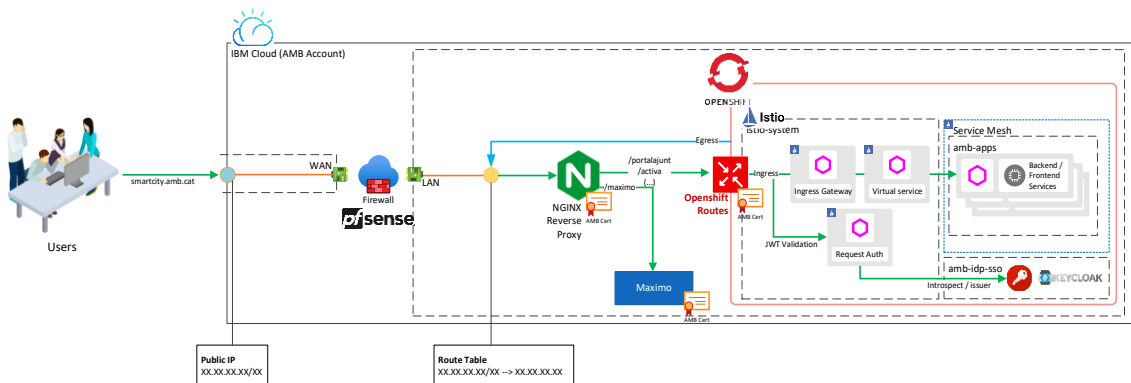 IBM Cloud (AMB Account)
OPENSHIFT
Istio
istio-system
Service Mesh
amb-apps
Egress
WAN
LAN
smartcity.amb.cat
Firewall
pfsense
/portalajunt
/activa
(...)
/maximo
NGINX
Reverse
Proxy
AMB Cert
Openshift
Routes
AMB Cert
Ingress
Ingress Gateway
Virtual service
Backend /
Frontend
Services
JWT Validation
Request Auth
amb-idp-sso
Introspect / issuer
KEYCLOAK
Users
Maximo
AMB Cert
Public IP
XX.XX.XX.XX/XX
Route Table
XX.XX.XX.XX/XX --> XX.XX.XX.XX